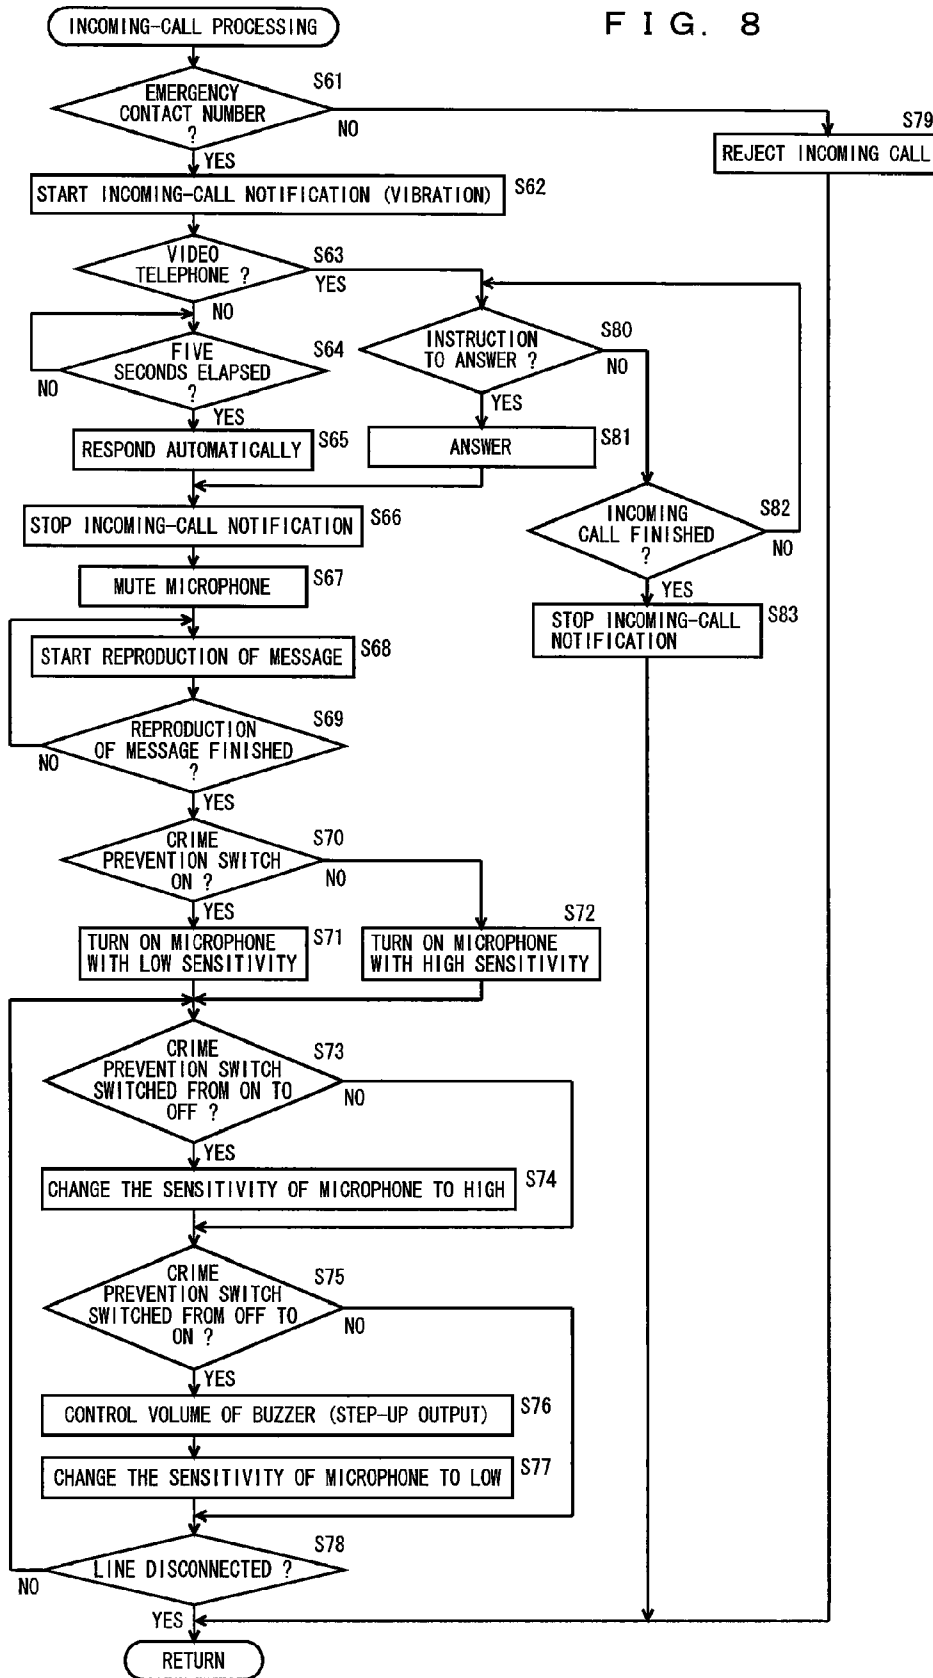 FIG. 8
INCOMING-CALL PROCESSING
S61
EMERGENCY
CONTACT NUMBER
?
NO
YES
S79
REJECT INCOMING CALL
START INCOMING-CALL NOTIFICATION (VIBRATION)
S62
VIDEO
TELEPHONE ?
S63
YES
NO
FIVE
SECONDS ELAPSED
?
S64
NO
YES
INSTRUCTION
TO ANSWER ?
S80
NO
YES
RESPOND AUTOMATICALLY
S65
ANSWER
S81
INCOMING
CALL FINISHED
?
S82
NO
YES
STOP INCOMING-CALL NOTIFICATION
S66
MUTE MICROPHONE
S67
STOP INCOMING-CALL
NOTIFICATION
S83
START REPRODUCTION OF MESSAGE
S68
REPRODUCTION
OF MESSAGE FINISHED
?
S69
NO
YES
CRIME
PREVENTION SWITCH
ON ?
S70
NO
YES
TURN ON MICROPHONE
WITH LOW SENSITIVITY
S71
S72
TURN ON MICROPHONE
WITH HIGH SENSITIVITY
CRIME
PREVENTION SWITCH
SWITCHED FROM ON TO
OFF ?
S73
NO
YES
CHANGE THE SENSITIVITY OF MICROPHONE TO HIGH
S74
CRIME
PREVENTION SWITCH
SWITCHED FROM OFF TO
ON ?
S75
NO
YES
CONTROL VOLUME OF BUZZER (STEP-UP OUTPUT)
S76
CHANGE THE SENSITIVITY OF MICROPHONE TO LOW
S77
LINE DISCONNECTED ?
S78
NO
YES
RETURN